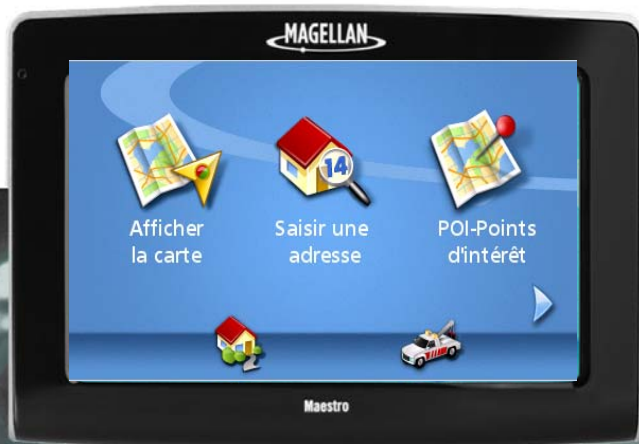 MAGELLAN
14
Afficher
la carte
Saisir une
adresse
POI-Points
d'intérêt
Maestro